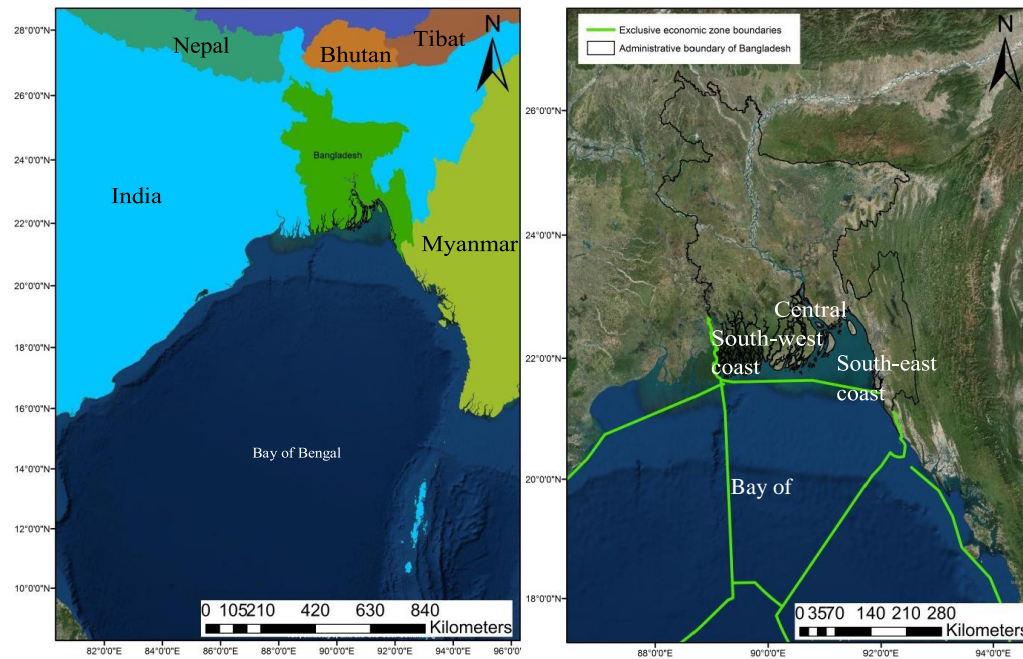 28°0'0"N
26°0'0"N
24°0'0"N
22°0'0"N
20°0'0"N
18°0'0"N
16°0'0"N
14°0'0"N
12°0'0"N
10°0'0"N
Nepal
Bhutan
Tibat
N
Bangladesh
India
Myanmar
Bay of Bengal
0 105210 420 630 840
Kilometers
82°0'0"E
84°0'0"E
86°0'0"E
88°0'0"E
90°0'0"E
92°0'0"E
94°0'0"E
96°0'0"
Exclusive economic zone boundaries
Administrative boundary of Bangladesh
N
26°0'0"N
24°0'0"N
22°0'0"N
20°0'0"N
18°0'0"N
Central
South-west
coast
South-east
coast
Bay of
0 3570 140 210 280
Kilometers
88°0'0"E
90°0'0"E
92°0'0"E
94°0'0"E